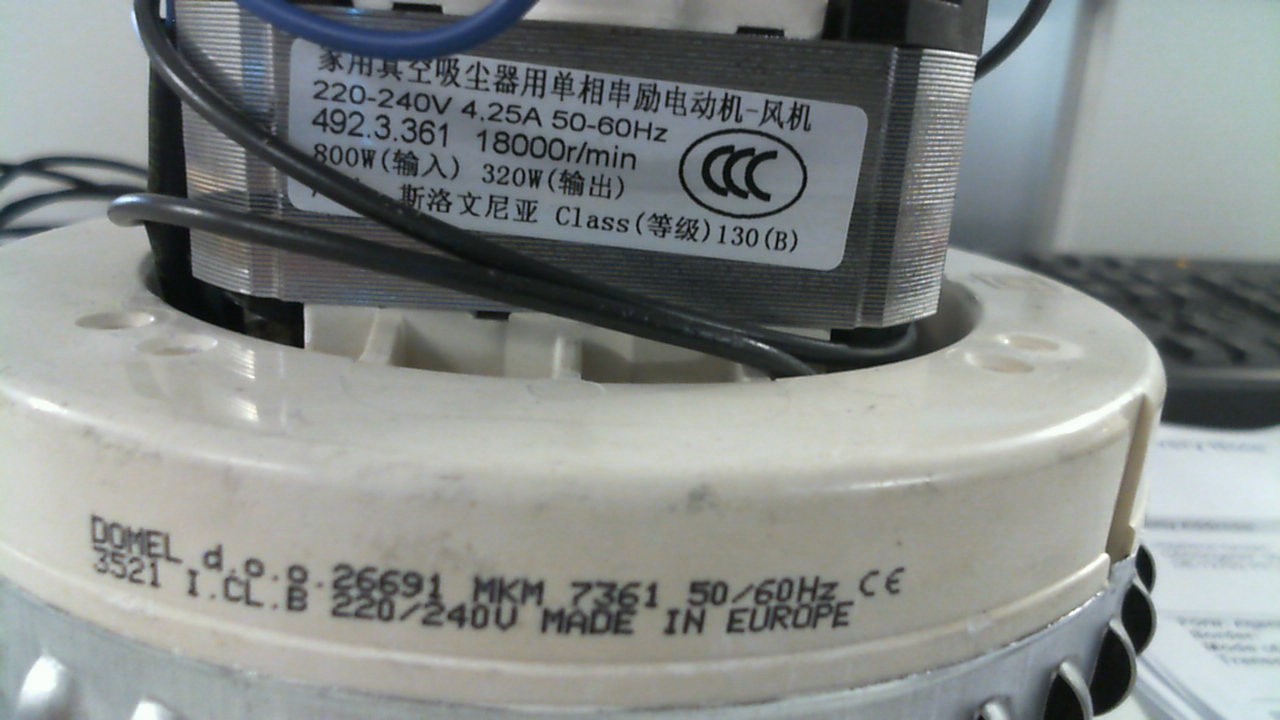 家用真空吸尘器用单相串励电动机-风机
220-240V 4.25A 50-60Hz
492.3.361 18000r/min
800W(输入) 320W(输出)
斯洛文尼亚 Class(等级)130(B)
CCC
DOMEL d.o.o. 26691 MKM 7361 50/60Hz CE
3521 I.CL.B 220/240V MADE IN EUROPE